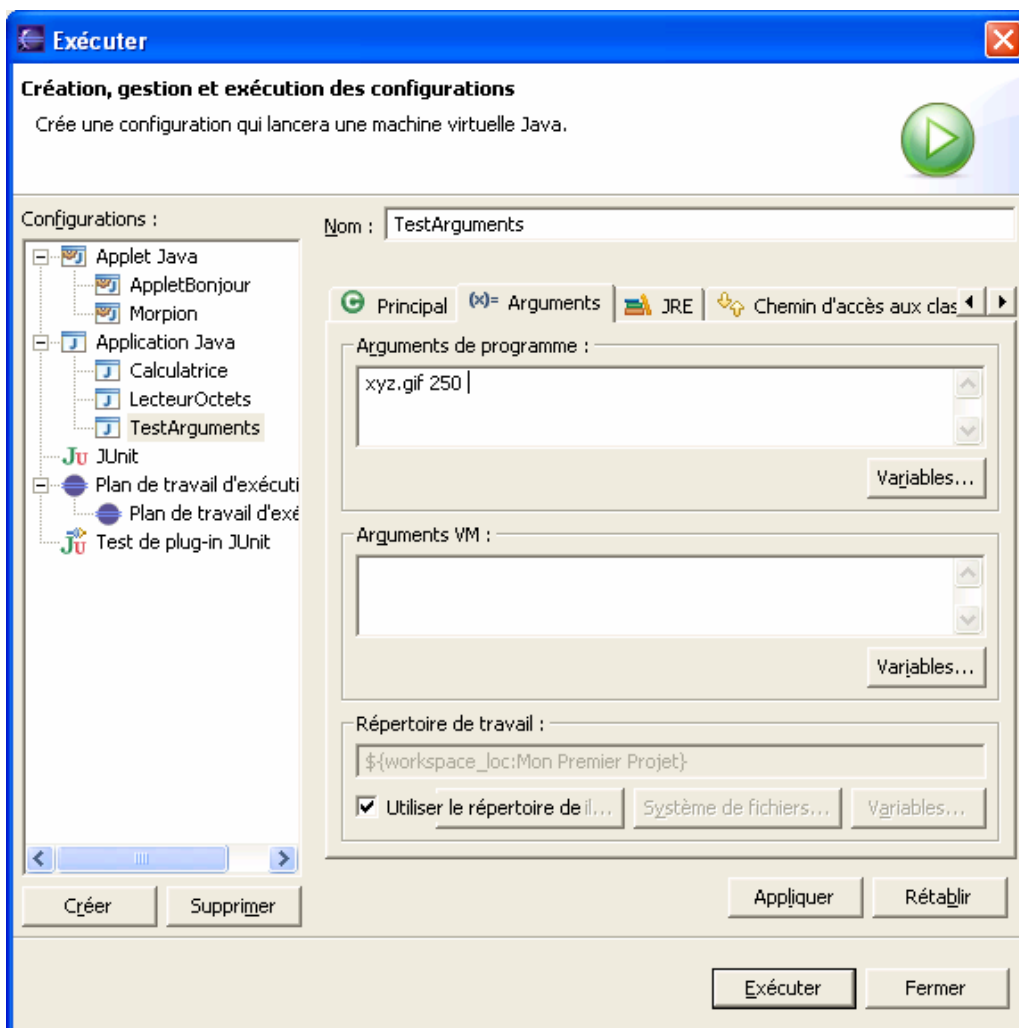 Exécuter
Création, gestion et exécution des configurations
Crée une configuration qui lancera une machine virtuelle Java.
Configurations :
Applet Java
AppletBonjour
Morpion
Application Java
Calculatrice
LecteurOctets
TestArguments
JUnit
Plan de travail d'exécuti
Plan de travail d'exé
Test de plug-in JUnit
Créer
Supprimer
Nom :
TestArguments
Principal
(x)= Arguments
JRE
Chemin d'accès aux clas
Arguments de programme :
xyz.gif 250
Variables...
Arguments VM :
Variables...
Répertoire de travail :
${workspace_loc:Mon Premier Projet}
Utiliser le répertoire de il...
Système de fichiers...
Variables...
Appliquer
Rétablir
Exécuter
Fermer